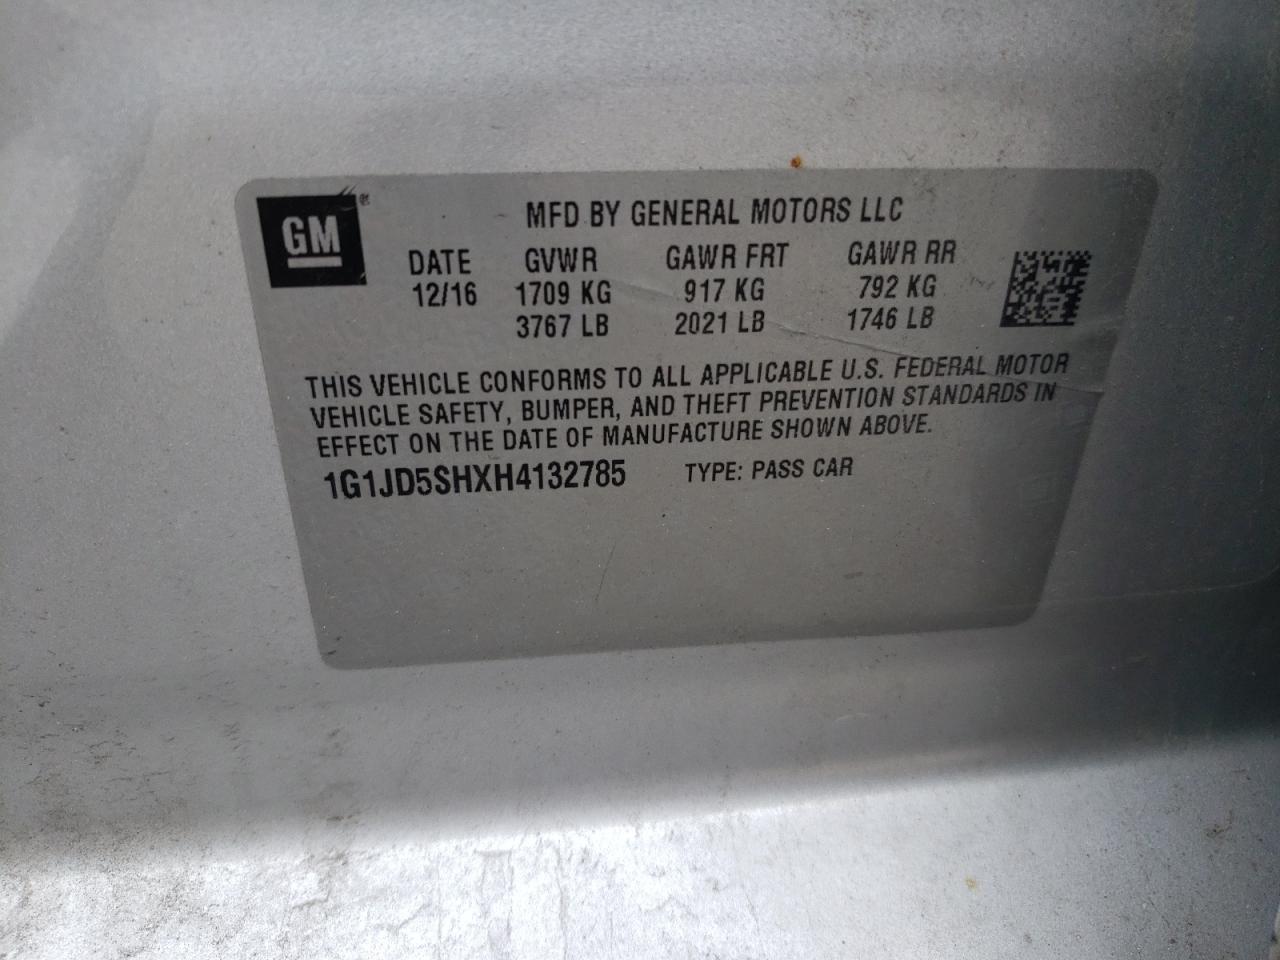 GM ®
MFD BY GENERAL MOTORS LLC
DATE GVWR GAWR FRT GAWR RR
12/16 1709 KG 917 KG 792 KG
3767 LB 2021 LB 1746 LB
THIS VEHICLE CONFORMS TO ALL APPLICABLE U.S. FEDERAL MOTOR
VEHICLE SAFETY, BUMPER, AND THEFT PREVENTION STANDARDS IN
EFFECT ON THE DATE OF MANUFACTURE SHOWN ABOVE.
1G1JD5SHXH4132785 TYPE: PASS CAR